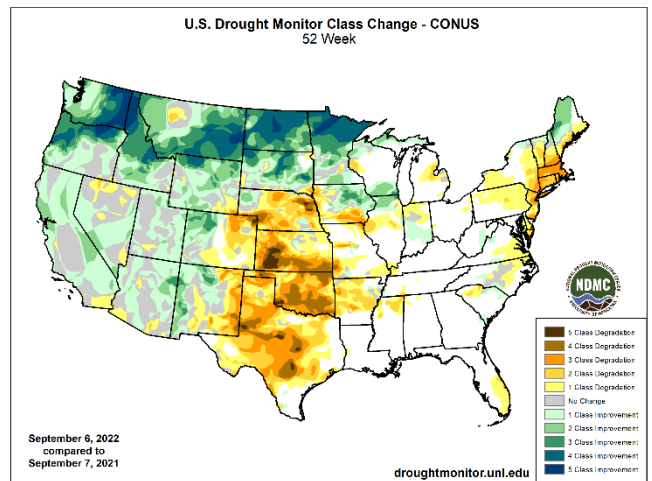 U.S. Drought Monitor Class Change - CONUS
52 Week
NDMC
5 Class Degradation
4 Class Degradation
3 Class Degradation
2 Class Degradation
1 Class Degradation
No Change
1 Class Improvement
2 Class Improvement
3 Class Improvement
4 Class Improvement
5 Class Improvement
September 6, 2022
compared to
September 7, 2021
droughtmonitor.unl.edu